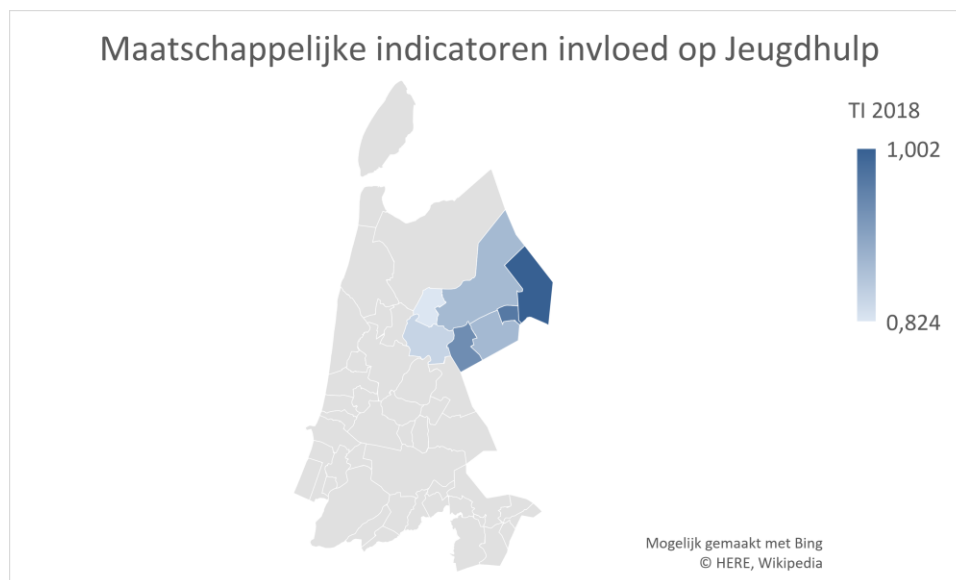 Maatschappelijke indicatoren invloed op Jeugdhulp
TI 2018
1,002
0,824
Mogelijk gemaakt met Bing
© HERE, Wikipedia